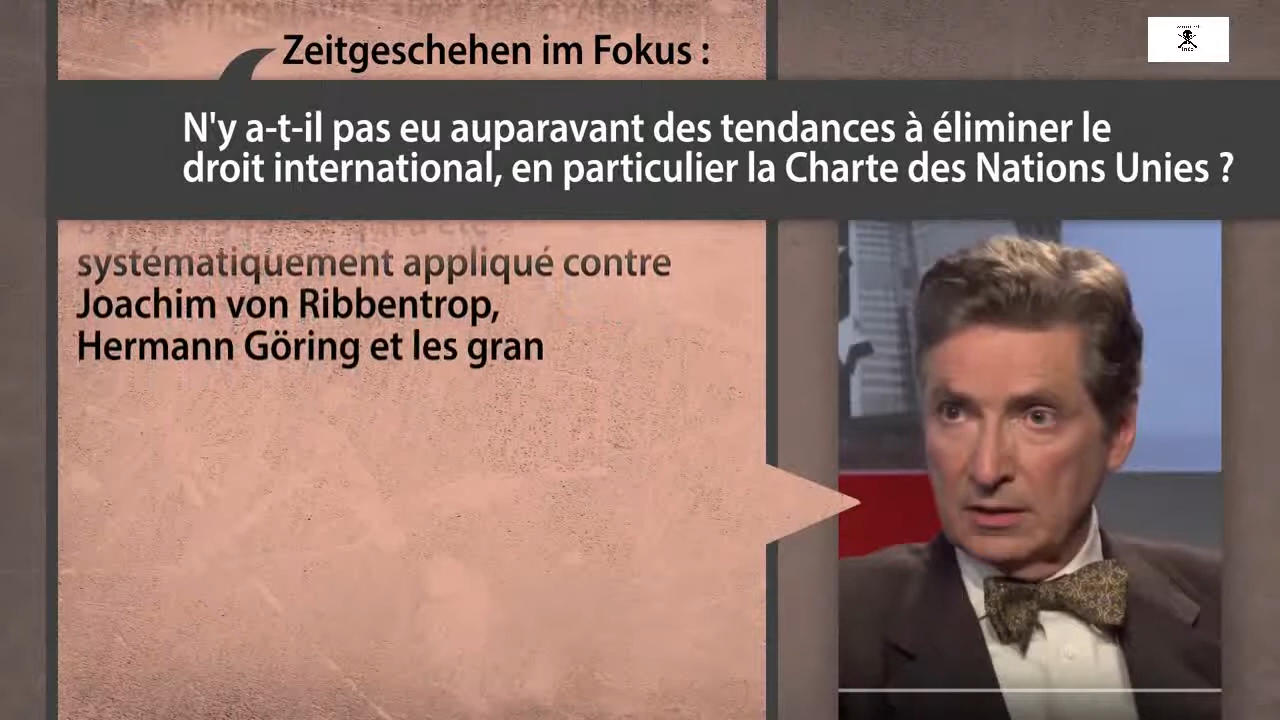 Zeitgeschehen im Fokus :
N'y a-t-il pas eu auparavant des tendances à éliminer le
droit international, en particulier la Charte des Nations Unies ?
systématiquement appliqué contre
Joachim von Ribbentrop,
Hermann Göring et les gran